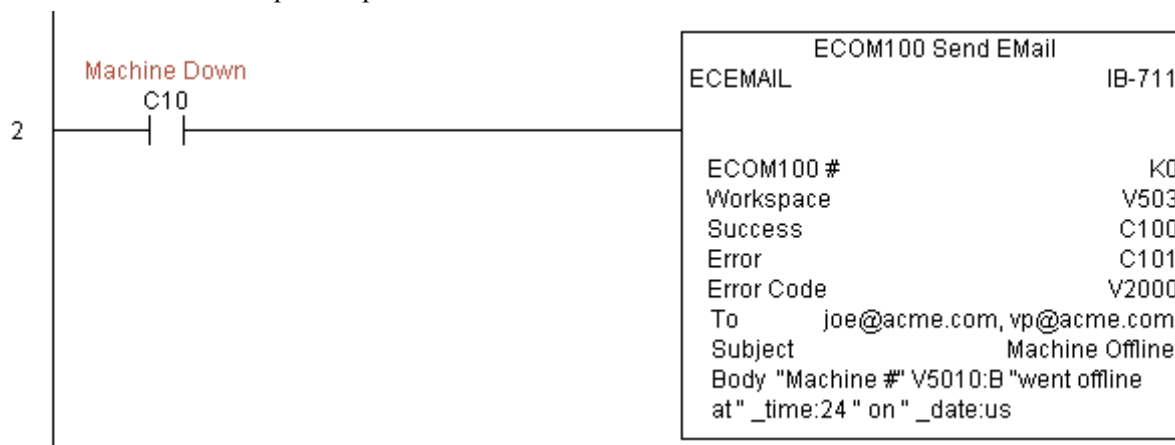 ECOM100 Send EMail
Machine Down
ECEMAIL IB-711
C10
2
ECOM100 # K0
Workspace V503
Success C100
Error C101
Error Code V2000
To joe@acme.com, vp@acme.com
Subject Machine Offline
Body "Machine #" V5010:B "went offline
at " _time:24 " on " _date:us